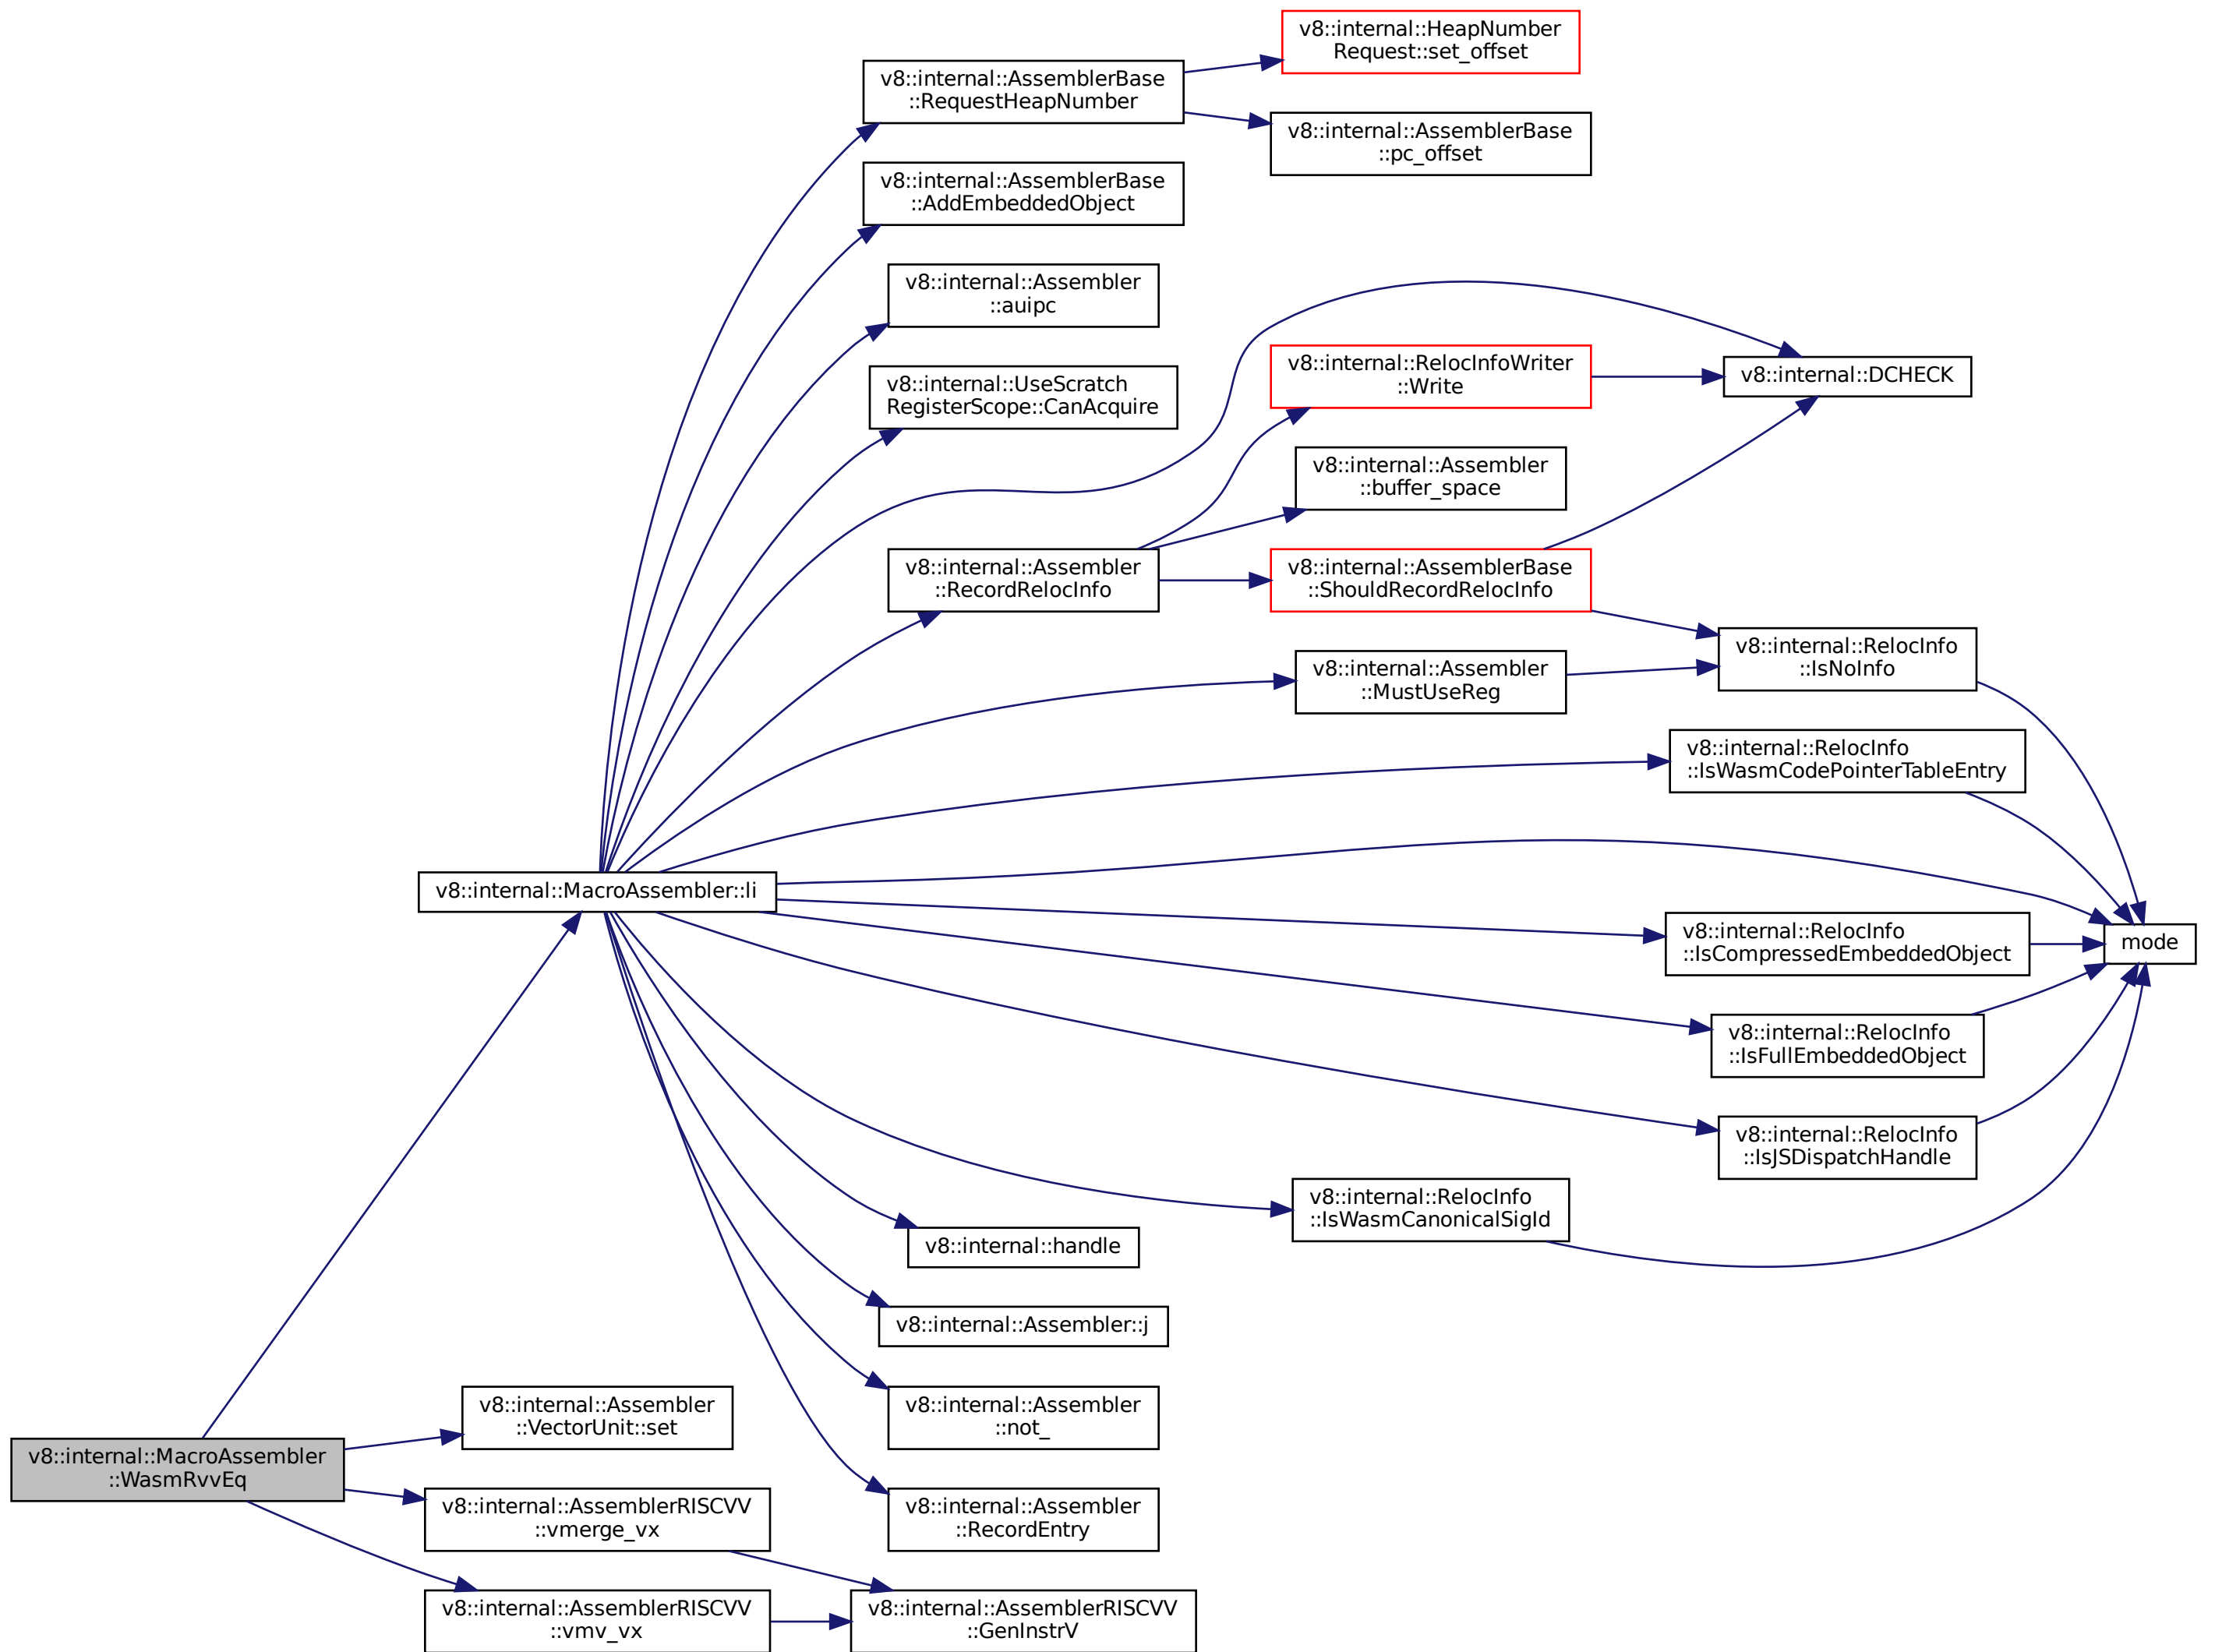 v8::internal::HeapNumber
Request::set_offset
v8::internal::AssemblerBase
::RequestHeapNumber
v8::internal::AssemblerBase
::pc_offset
v8::internal::AssemblerBase
::AddEmbeddedObject
v8::internal::Assembler
::auipc
v8::internal::UseScratch
RegisterScope::CanAcquire
v8::internal::RelocInfoWriter
::Write
v8::internal::DCHECK
v8::internal::Assembler
::buffer_space
v8::internal::Assembler
::RecordRelocInfo
v8::internal::AssemblerBase
::ShouldRecordRelocInfo
v8::internal::RelocInfo
::IsNoInfo
v8::internal::Assembler
::MustUseReg
v8::internal::RelocInfo
::IsWasmCodePointerTableEntry
v8::internal::MacroAssembler::li
v8::internal::RelocInfo
::IsCompressedEmbeddedObject
mode
v8::internal::RelocInfo
::IsFullEmbeddedObject
v8::internal::RelocInfo
::IsJSDispatchHandle
v8::internal::RelocInfo
::IsWasmCanonicalSigId
v8::internal::handle
v8::internal::Assembler::j
v8::internal::Assembler
::VectorUnit::set
v8::internal::Assembler
::not_
v8::internal::MacroAssembler
::WasmRvvEq
v8::internal::AssemblerRISCVV
::vmerge_vx
v8::internal::Assembler
::RecordEntry
v8::internal::AssemblerRISCVV
::vmv_vx
v8::internal::AssemblerRISCVV
::GenInstrV